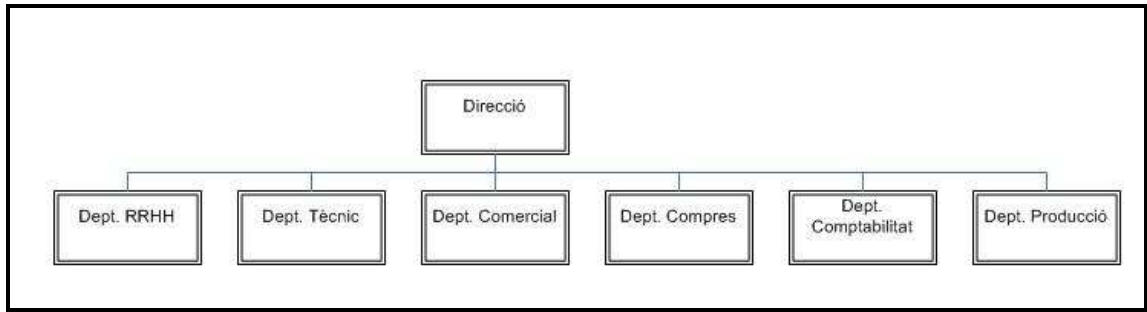 Direcció
Dept. RRHH
Dept. Tècnic
Dept. Comercial
Dept. Compres
Dept.
Comptabilitat
Dept. Producció